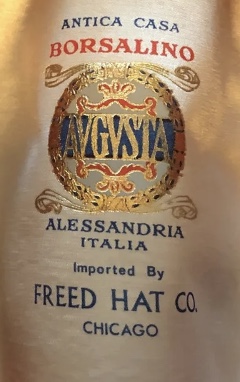 ANTICA CASA
BORSALINO
AVGVSTA
ALESSANDRIA
ITALIA
Imported By
FREED HAT CO.
CHICAGO